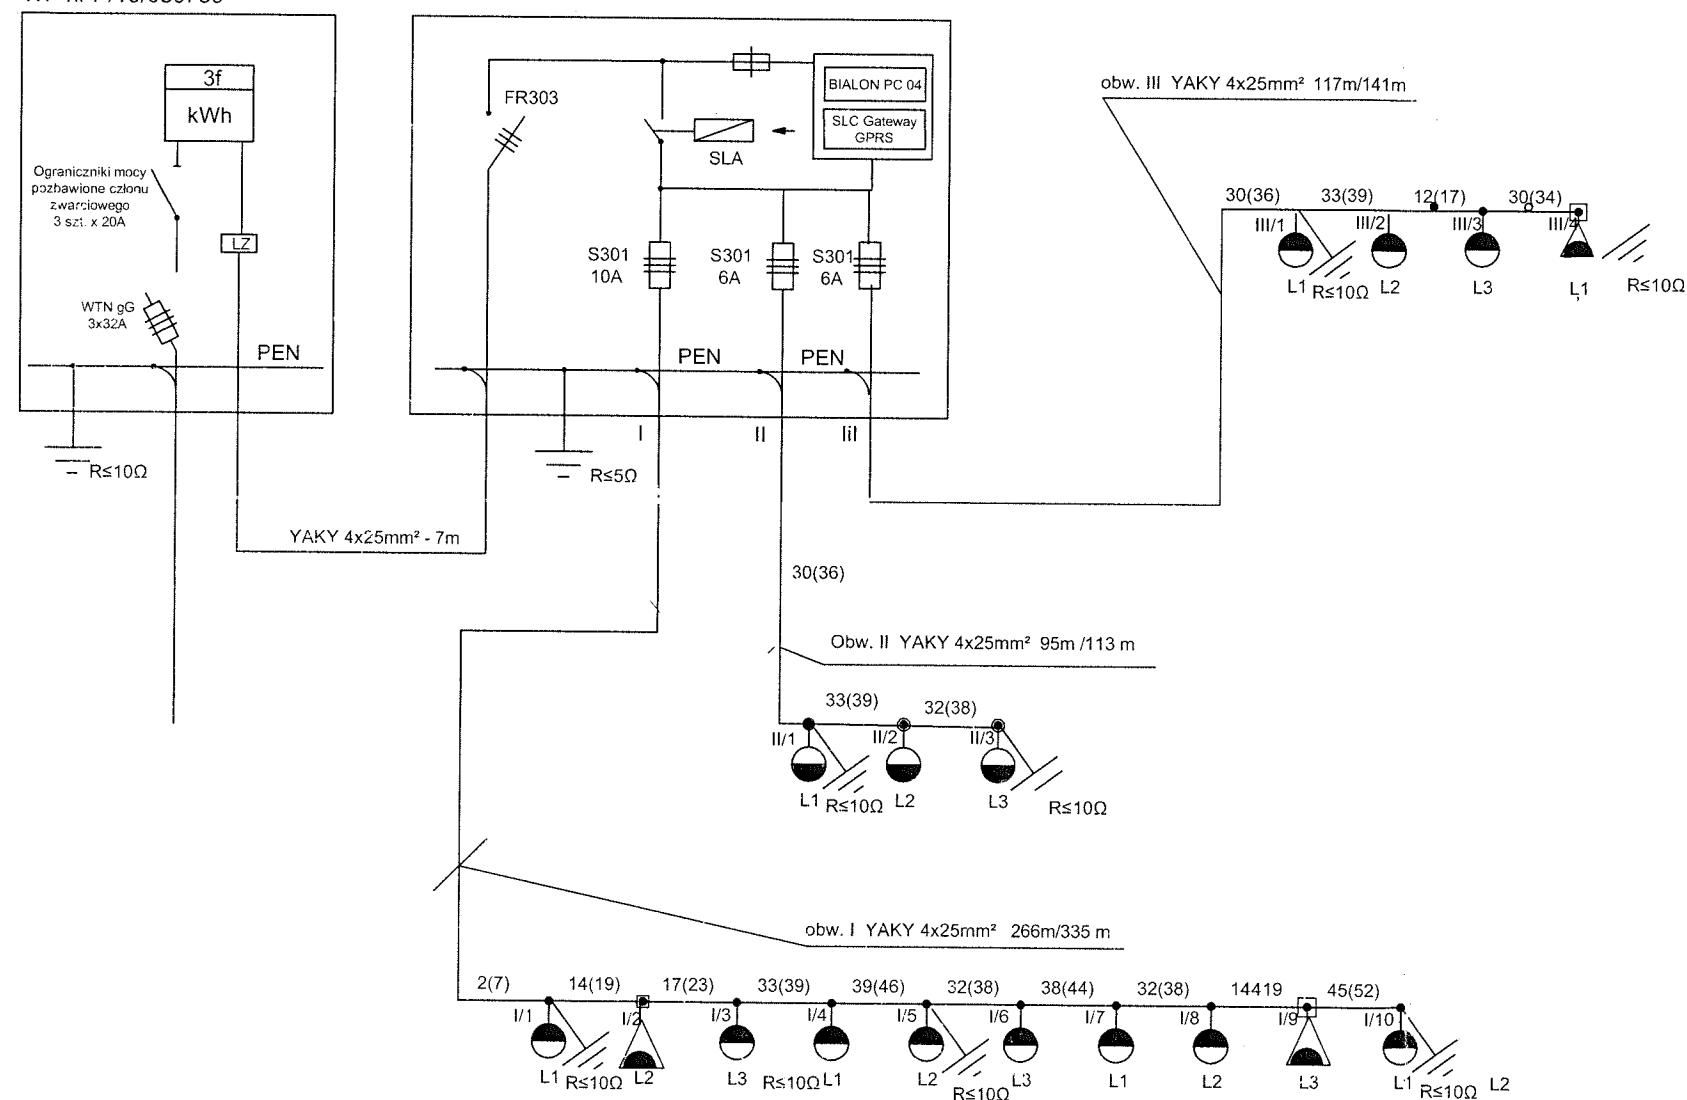 3f
kWh
Ograniczniki mocy
pozbawione członu
zwarciowego
3 szt. x 20A
LZ
WTN gG
3x32A
PEN
R≤10Ω
YAKY 4x25mm² - 7m
FR303
BIALON PC 04
SLC Gateway
GPRS
SLA
S301
10A
S301
6A
S301
6A
PEN
PEN
I
II
III
R≤5Ω
obw. III YAKY 4x25mm² 117m/141m
30(36)
33(39)
12(17)
30(34)
III/1
III/2
III/3
III/4
L1
R≤10Ω
L2
L3
L1
R≤10Ω
30(36)
Obw. II YAKY 4x25mm² 95m /113 m
33(39)
32(38)
II/1
II/2
II/3
L1
R≤10Ω
L2
L3
R≤10Ω
obw. I YAKY 4x25mm² 266m/335 m
2(7)
14(19)
17(23)
33(39)
39(46)
32(38)
38(44)
32(38)
14419
45(52)
I/1
I/2
I/3
I/4
I/5
I/6
I/7
I/8
I/9
I/10
L1
R≤10Ω
L2
L3
R≤10Ω
L1
L2
R≤10Ω
L3
L1
L2
L3
L1
R≤10Ω
L2